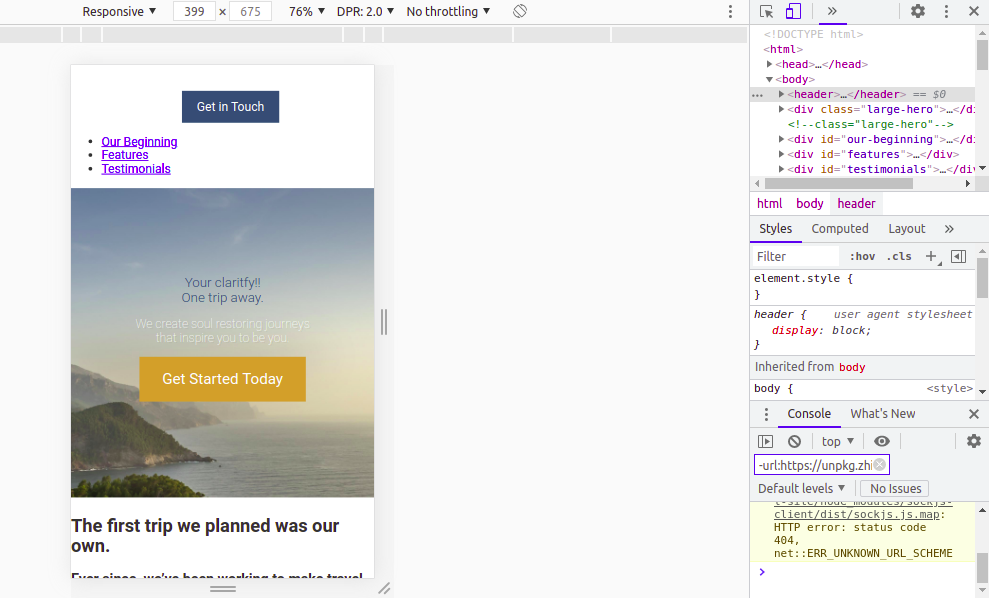 Responsive ▼ 399 × 675 76% ▼ DPR: 2.0 ▼ No throttling ▼
Get in Touch
Our Beginning
Features
Testimonials
Your claritfy!!
One trip away.
We create soul restoring journeys
that inspire you to be you.
Get Started Today
The first trip we planned was our
own.
Ever since, we've been working to make travel
<!DOCTYPE html>
<html>
▶<head>…</head>
▼<body>
… ▶<header>…</header> == $0
▶<div class="large-hero">…</di
<!--class="large-hero"-->
▶<div id="our-beginning">…</di
▶<div id="features">…</div>
▶<div id="testimonials">…</di
html body header
Styles Computed Layout »
Filter :hov .cls +
element.style {
}
header { user agent stylesheet
display: block;
}
Inherited from body
body { <style>
Console What's New
top ▼
-url:https://unpkg.zhi
Default levels ▼ No Issues
t-site/node_modules/sockjs-
client/dist/sockjs.js.map:
HTTP error: status code
404,
net::ERR_UNKNOWN_URL_SCHEME